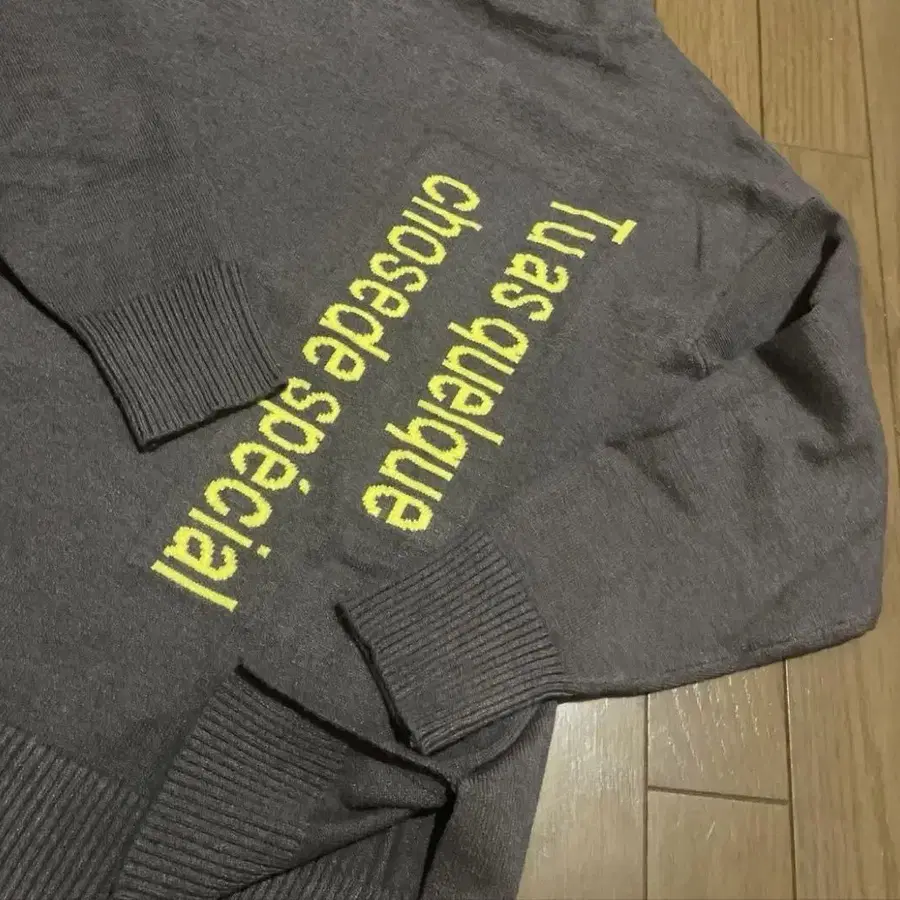 Tu as quelque
chosede spécial